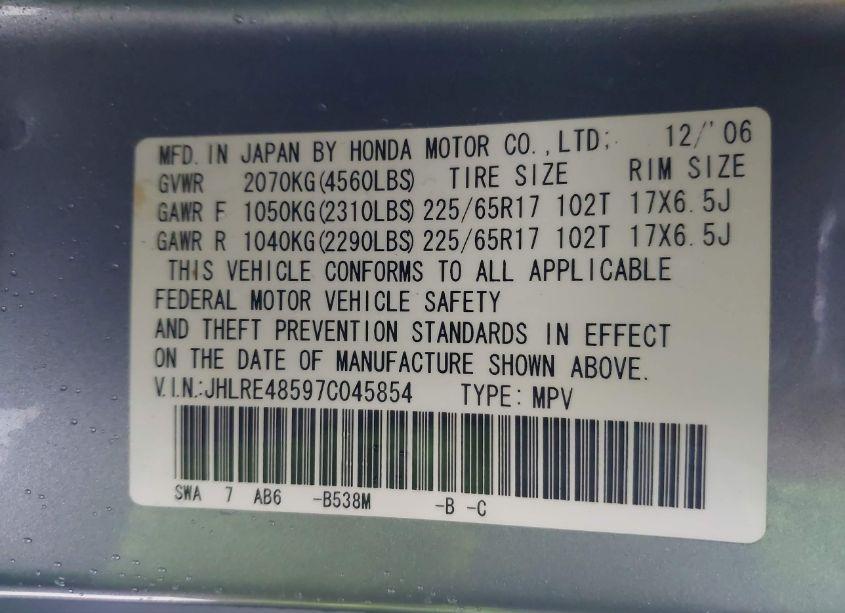 MFD. IN JAPAN BY HONDA MOTOR CO., LTD; 12/'06
GVWR 2070KG(4560LBS) TIRE SIZE RIM SIZE
GAWR F 1050KG(2310LBS) 225/65R17 102T 17X6.5J
GAWR R 1040KG(2290LBS) 225/65R17 102T 17X6.5J
THIS VEHICLE CONFORMS TO ALL APPLICABLE
FEDERAL MOTOR VEHICLE SAFETY
AND THEFT PREVENTION STANDARDS IN EFFECT
ON THE DATE OF MANUFACTURE SHOWN ABOVE.
V.I.N.:JHLRE48597C045854 TYPE: MPV
SWA 7 AB6 -B538M -B -C